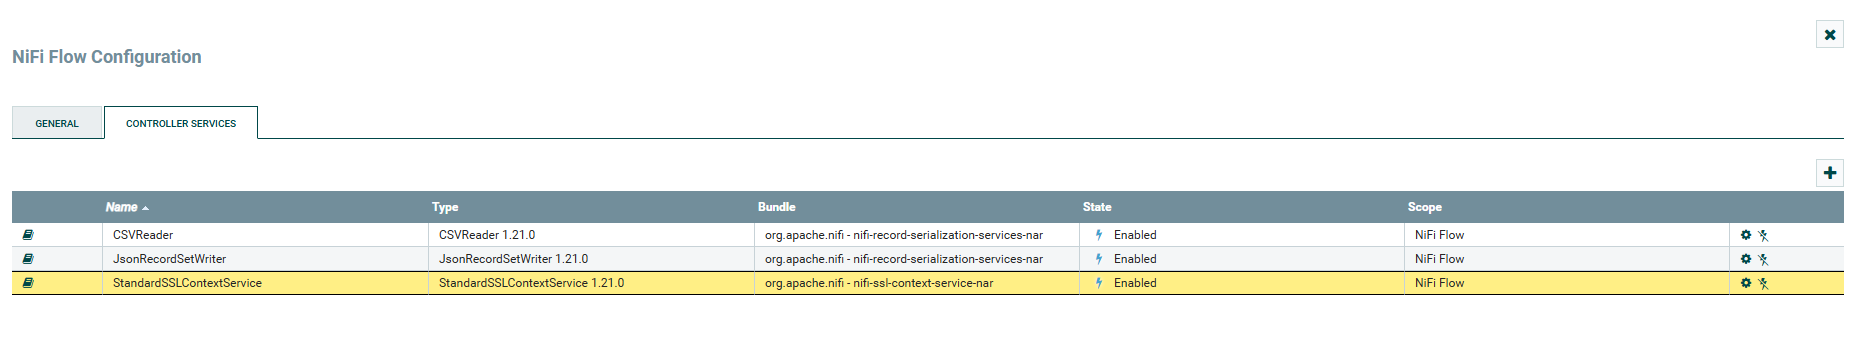 NiFi Flow Configuration
GENERAL CONTROLLER SERVICES
Name Type Bundle State Scope
CSVReader CSVReader 1.21.0 org.apache.nifi - nifi-record-serialization-services-nar Enabled NiFi Flow
JsonRecordSetWriter JsonRecordSetWriter 1.21.0 org.apache.nifi - nifi-record-serialization-services-nar Enabled NiFi Flow
StandardSSLContextService StandardSSLContextService 1.21.0 org.apache.nifi - nifi-ssl-context-service-nar Enabled NiFi Flow